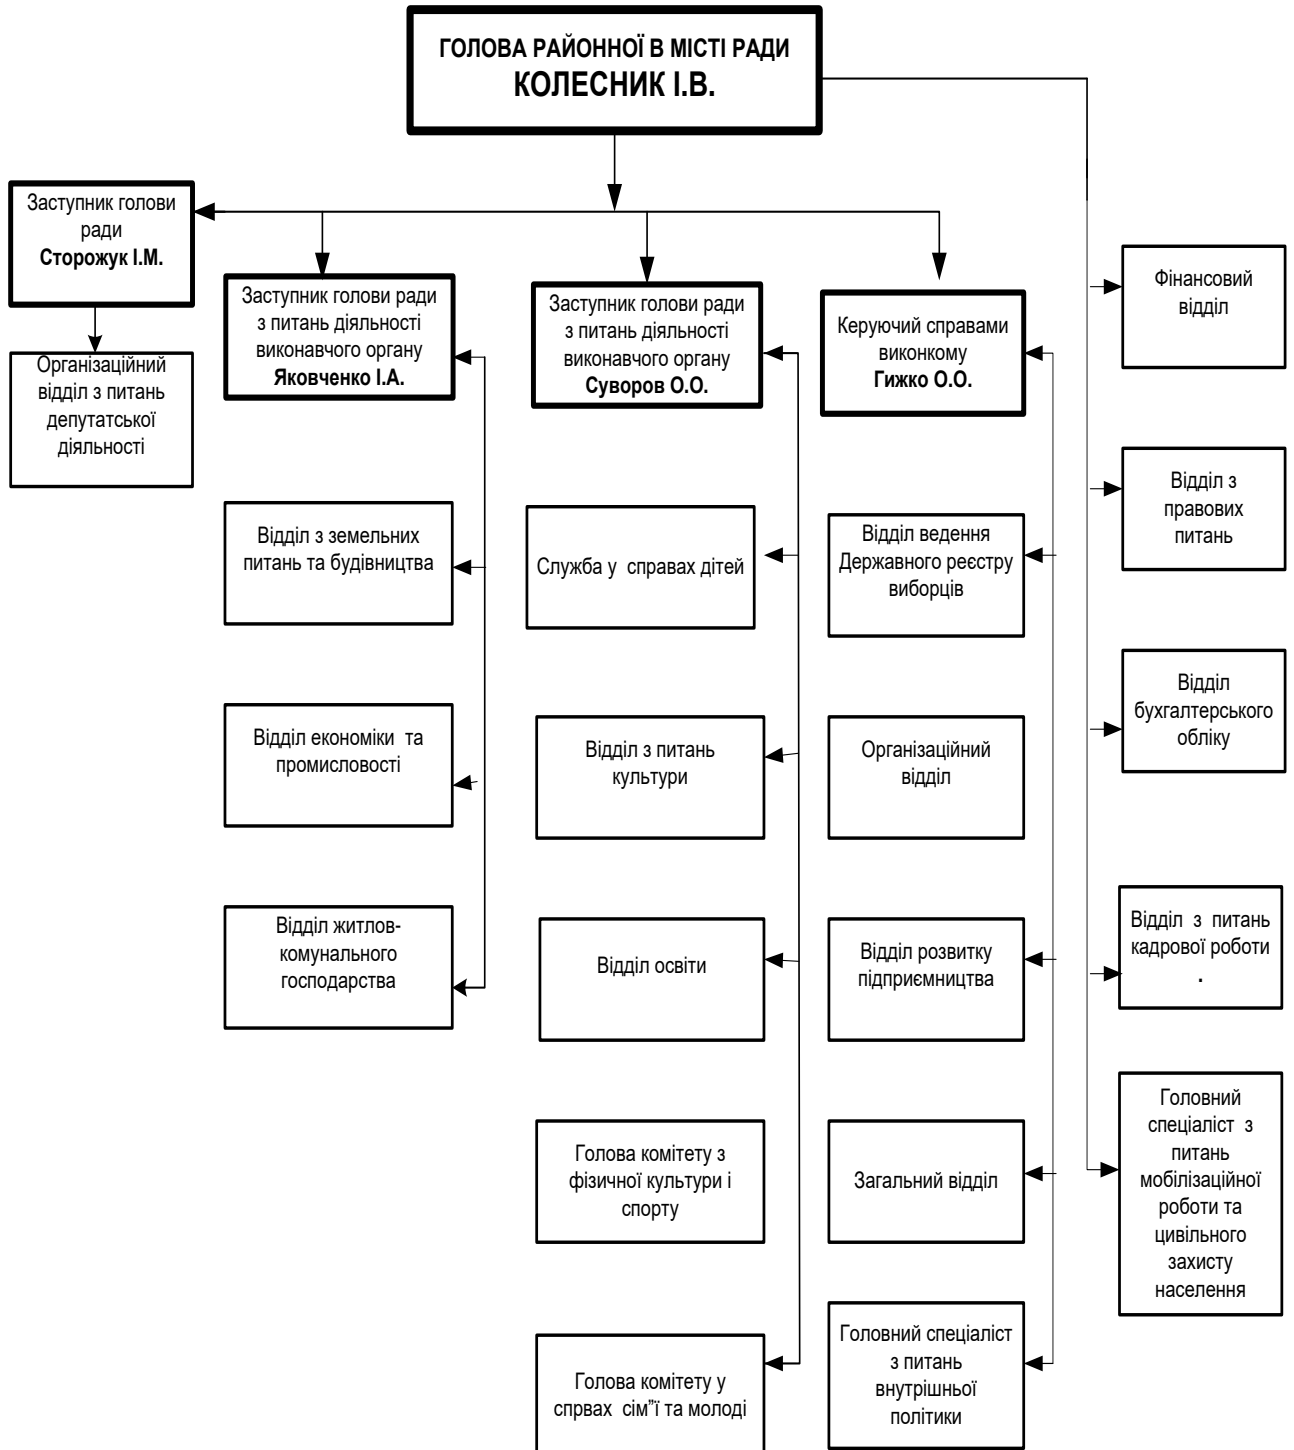 ГОЛОВА РАЙОННОЇ В МІСТІ РАДИ
КОЛЕСНИК І.В.
Заступник голови
ради
Сторожук І.М.
Організаційний
відділ з питань
депутатської
діяльності
Заступник голови ради
з питань діяльності
виконавчого органу
Яковченко І.А.
Відділ з земельних
питань та будівництва
Відділ економіки та
промисловості
Відділ житлов-
комунального
господарства
Заступник голови ради
з питань діяльності
виконавчого органу
Суворов О.О.
Служба у справах дітей
Відділ з питань
культури
Відділ освіти
Голова комітету з
фізичної культури і
спорту
Голова комітету у
спрвах сім"ї та молоді
Керуючий справами
виконкому
Гижко О.О.
Відділ ведення
Державного реєстру
виборців
Організаційний
відділ
Відділ розвитку
підприємництва
Загальний відділ
Головний спеціаліст
з питань
внутрішньої
політики
Фінансовий
відділ
Відділ з
правових
питань
Відділ
бухгалтерського
обліку
Відділ з питань
кадрової роботи
.
Головний
спеціаліст з
питань
мобілізаційної
роботи та
цивільного
захисту
населення